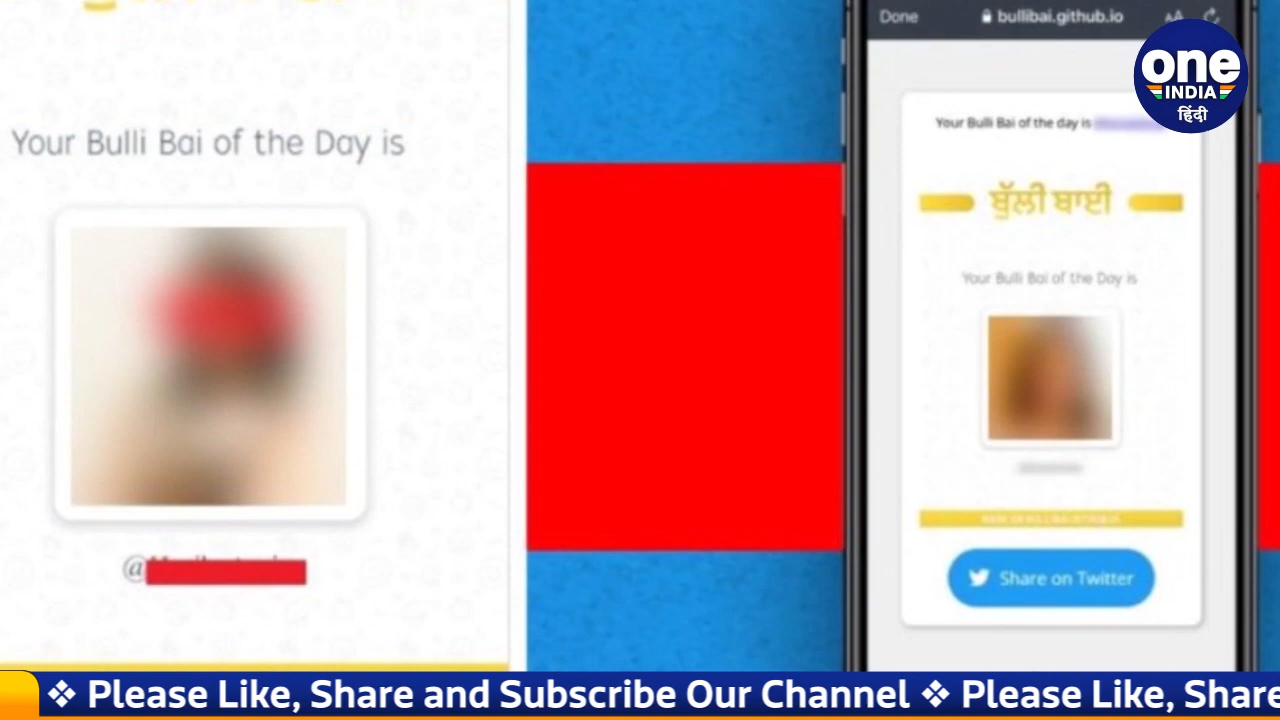 Your Bulli Bai of the Day is
@
Done
bullibai.github.io
AA
Your Bulli Bai of the day is
ਬੁੱਲੀ ਬਾਈ
Your Bulli Bai of the Day is
Share on Twitter
one
INDIA
हिंदी
❖ Please Like, Share and Subscribe Our Channel ❖ Please Like, Share